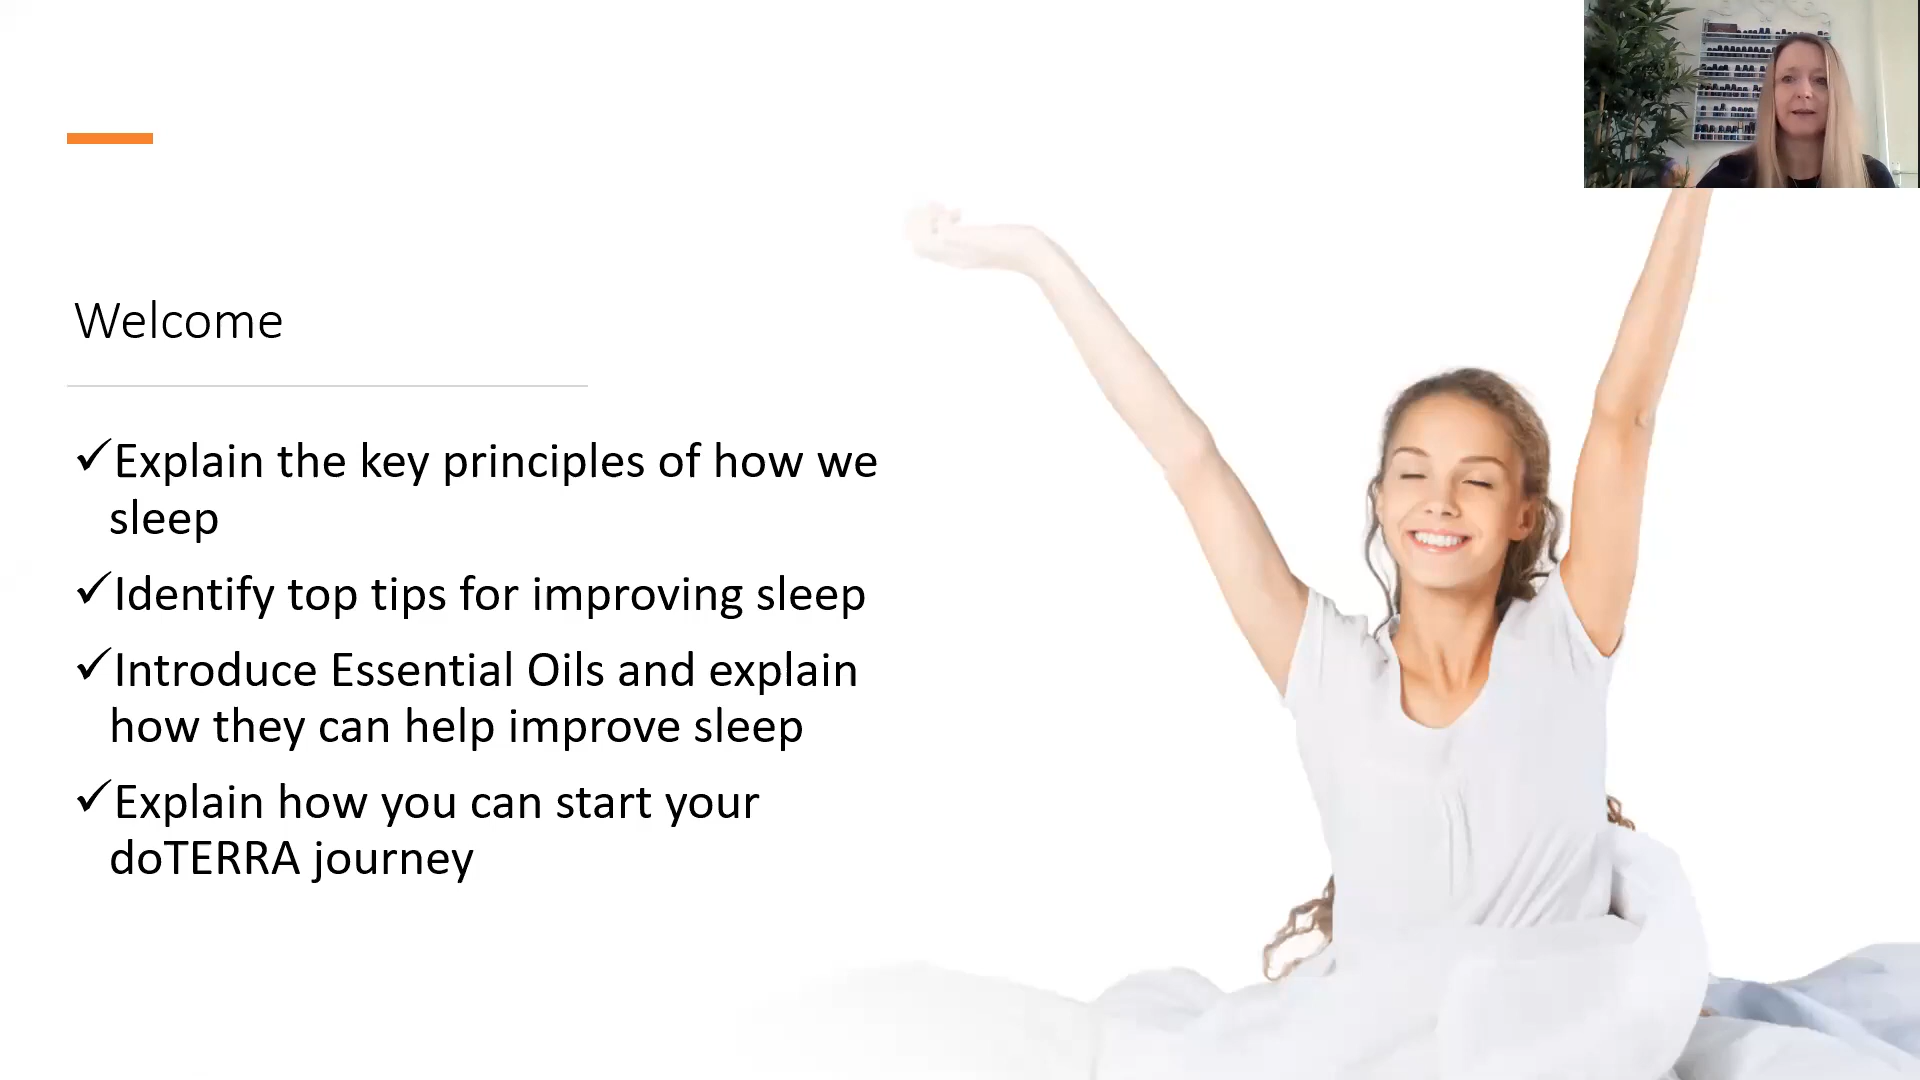 Welcome
✓Explain the key principles of how we
sleep
✓Identify top tips for improving sleep
✓Introduce Essential Oils and explain
how they can help improve sleep
✓Explain how you can start your
doTERRA journey